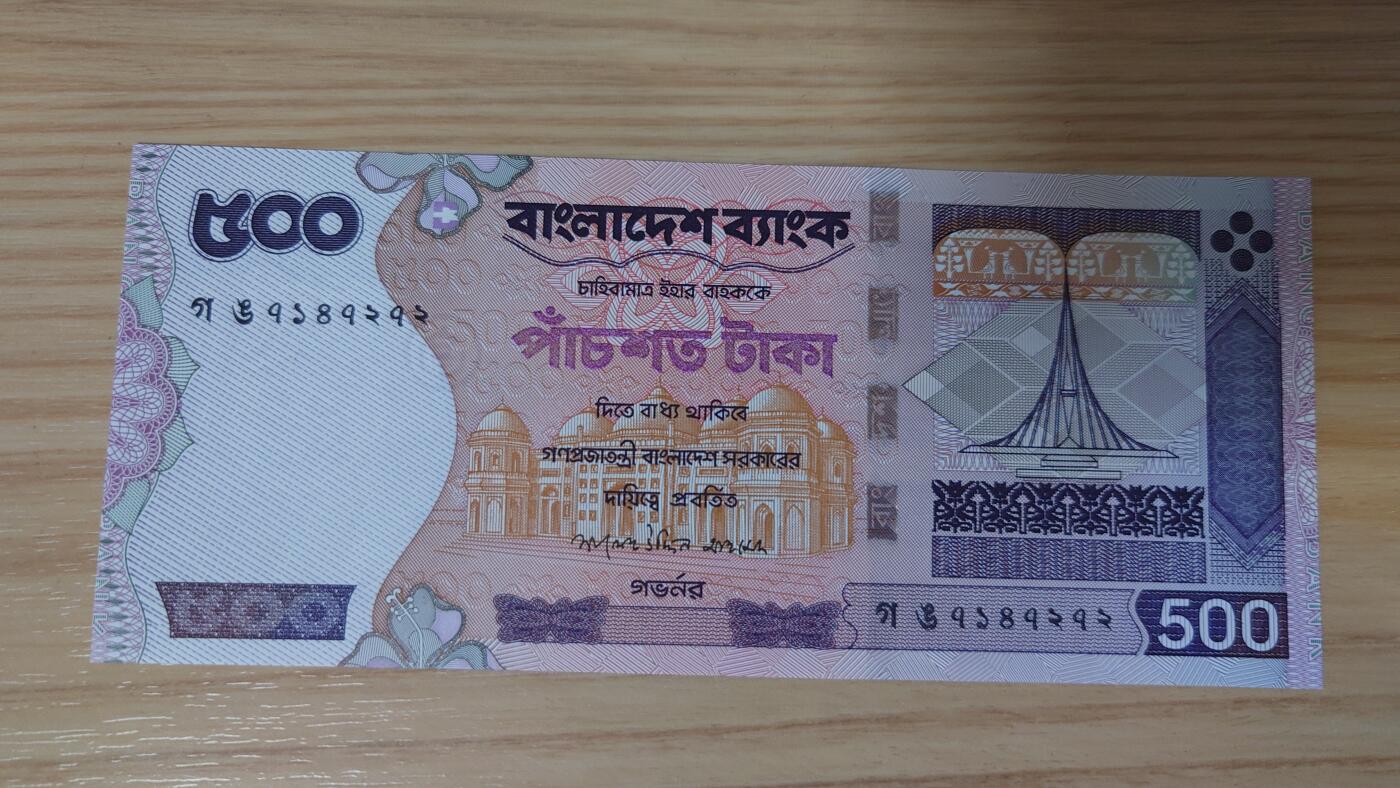 ৫০০
বাংলাদেশ ব্যাংক
গ ঙ ৭১৪৭২৭২
চাহিবামাত্র ইহার বাহককে
পাঁচশত টাকা
দিতে বাধ্য থাকিবে
গণপ্রজাতন্ত্রী বাংলাদেশ সরকারের
দায়িত্বে প্রবর্তিত
গভর্নর
গ ঙ ৭১৪৭২৭২
500